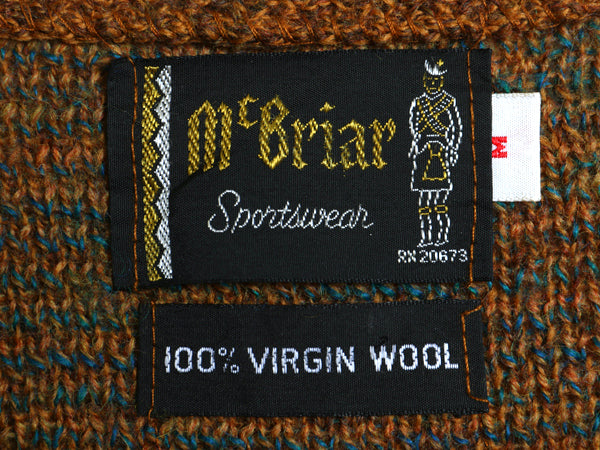 McBriar
Sportswear
RN 20673
M
100% VIRGIN WOOL